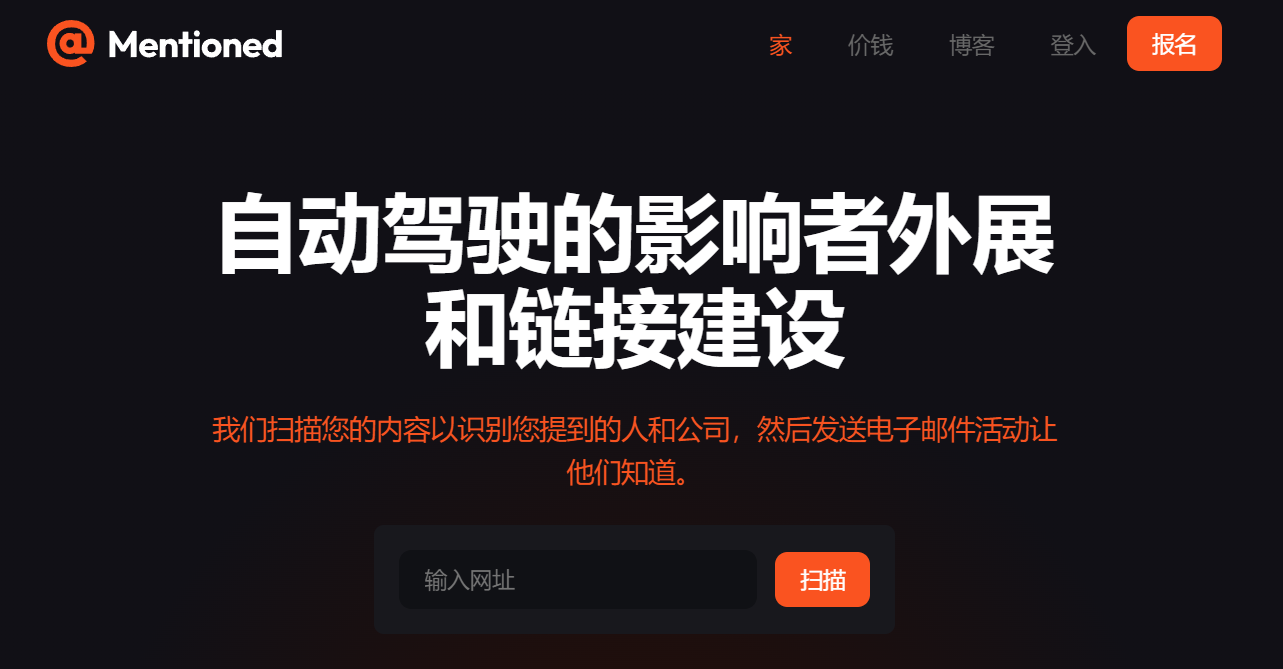 @ Mentioned
家 价钱 博客 登入 报名
自动驾驶的影响者外展
和链接建设
我们扫描您的内容以识别您提到的人和公司，然后发送电子邮件活动让
他们知道。
输入网址 扫描